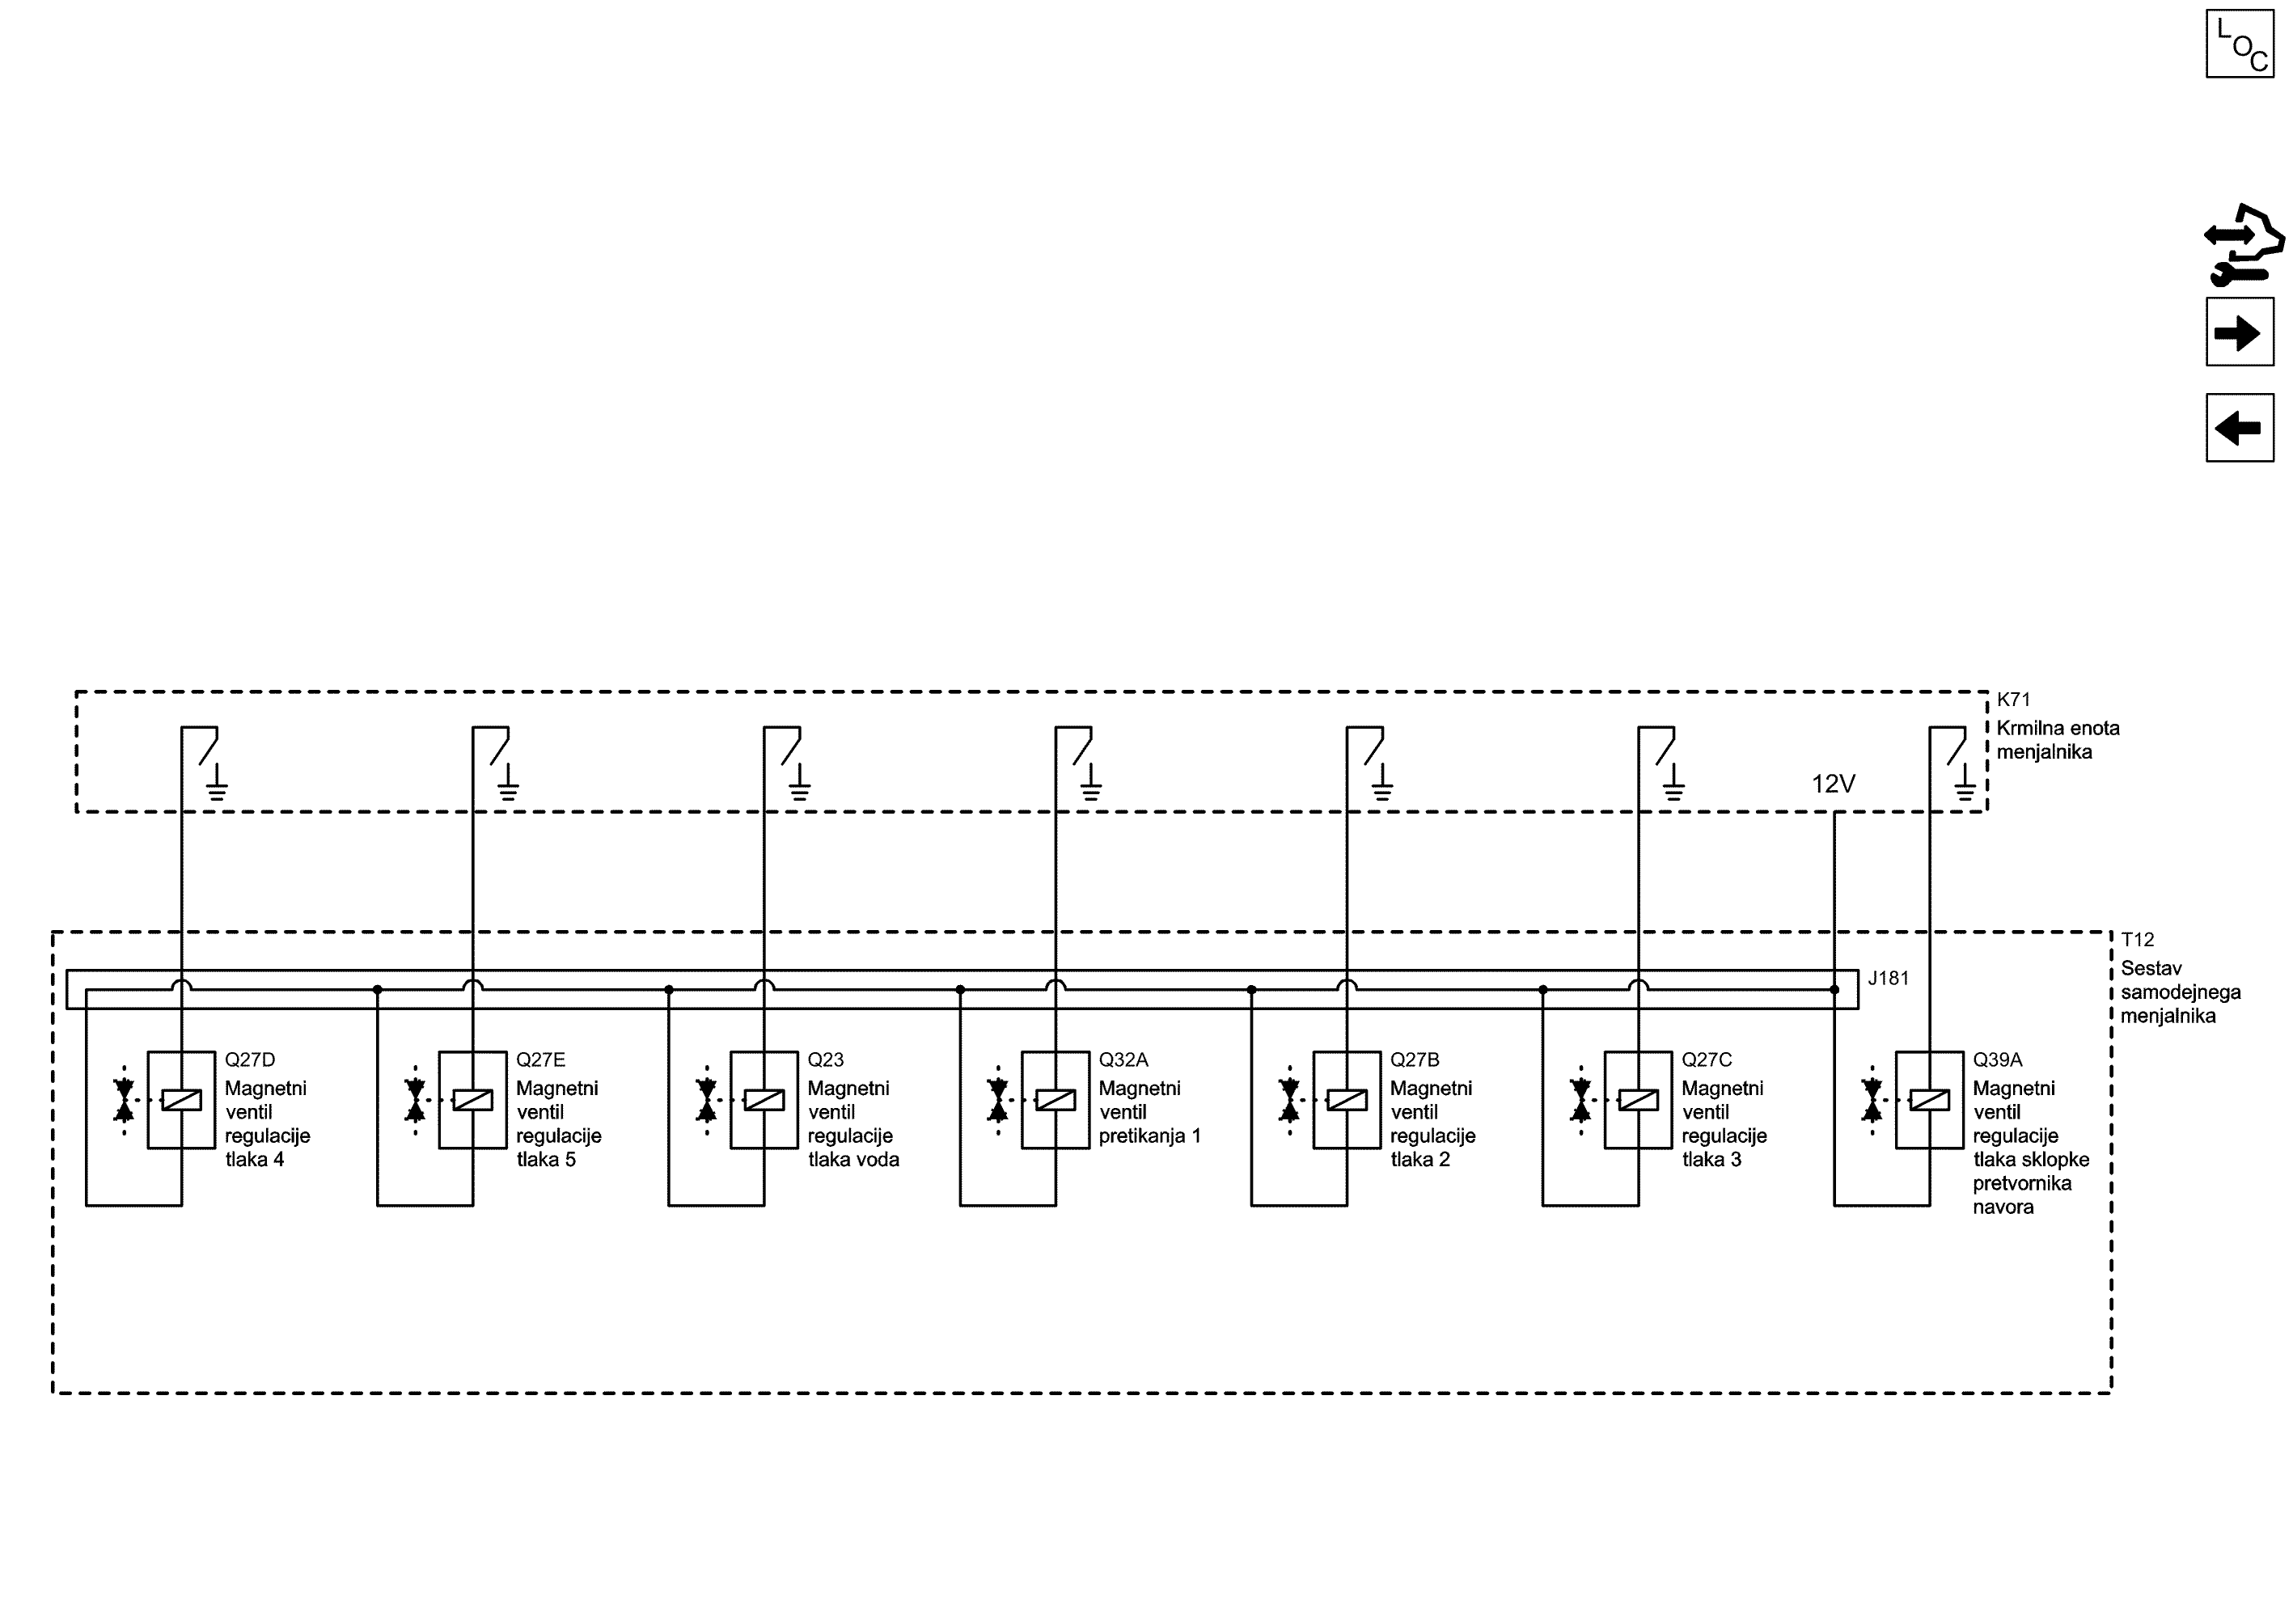 L
O
C
K71
Krmilna enota
menjalnika
12V
T12
Sestav
samodejnega
menjalnika
J181
Q27D
Magnetni
ventil
regulacije
tlaka 4
Q27E
Magnetni
ventil
regulacije
tlaka 5
Q23
Magnetni
ventil
regulacije
tlaka voda
Q32A
Magnetni
ventil
pretikanja 1
Q27B
Magnetni
ventil
regulacije
tlaka 2
Q27C
Magnetni
ventil
regulacije
tlaka 3
Q39A
Magnetni
ventil
regulacije
tlaka sklopke
pretvornika
navora